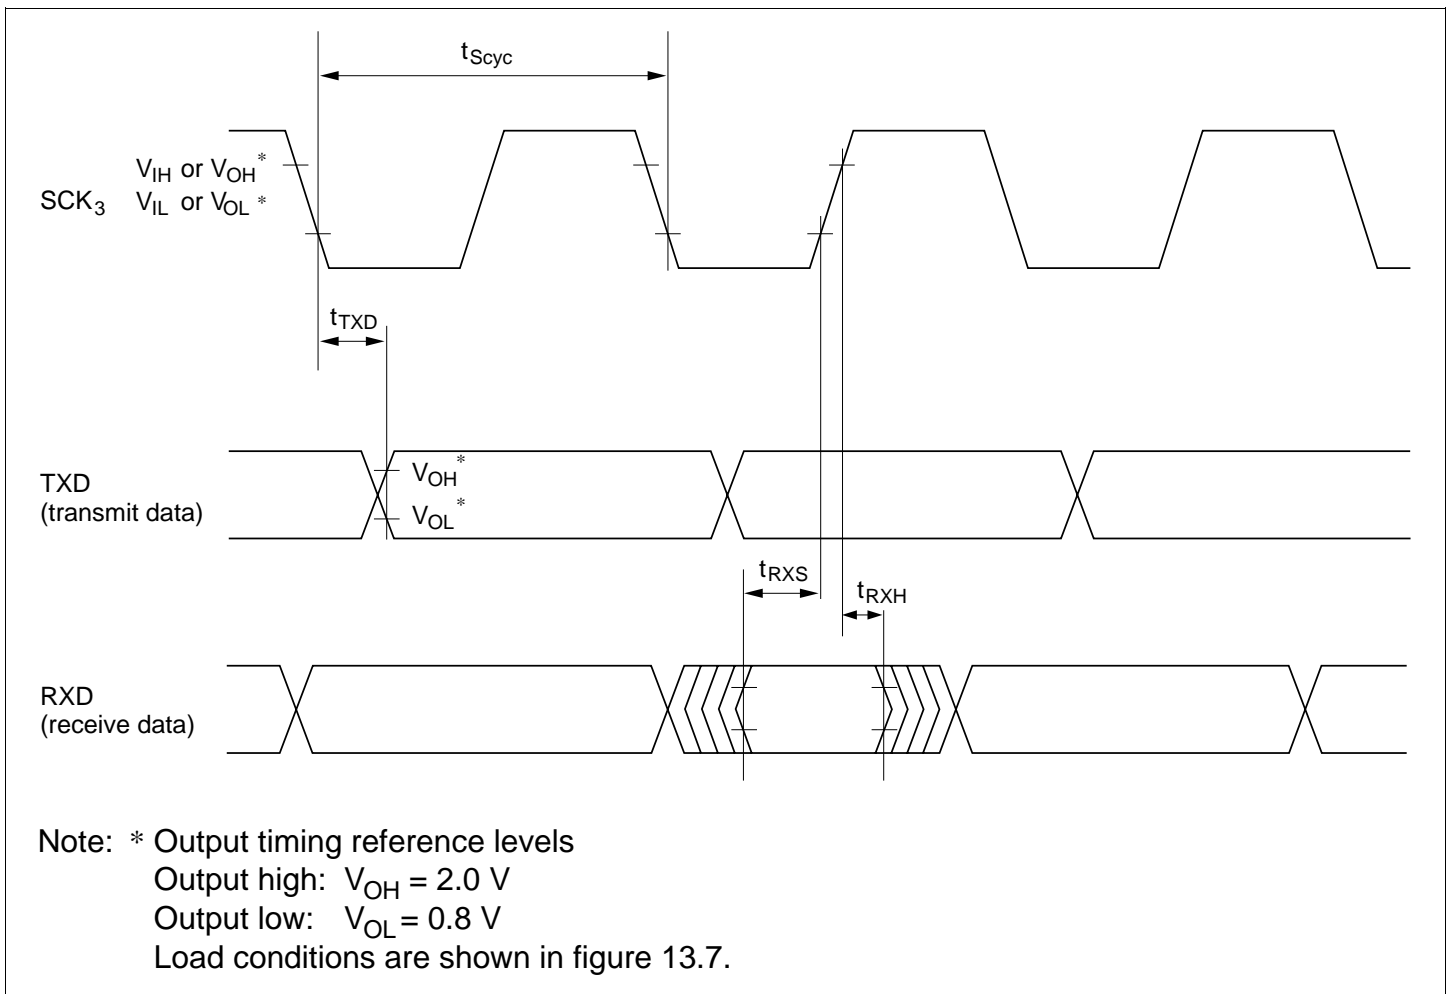 tScyc
VIH or VOH*
SCK3 VIL or VOL *
tTXD
TXD
(transmit data)
VOH*
VOL*
tRXS
tRXH
RXD
(receive data)
Note: * Output timing reference levels
Output high: VOH = 2.0 V
Output low: VOL = 0.8 V
Load conditions are shown in figure 13.7.